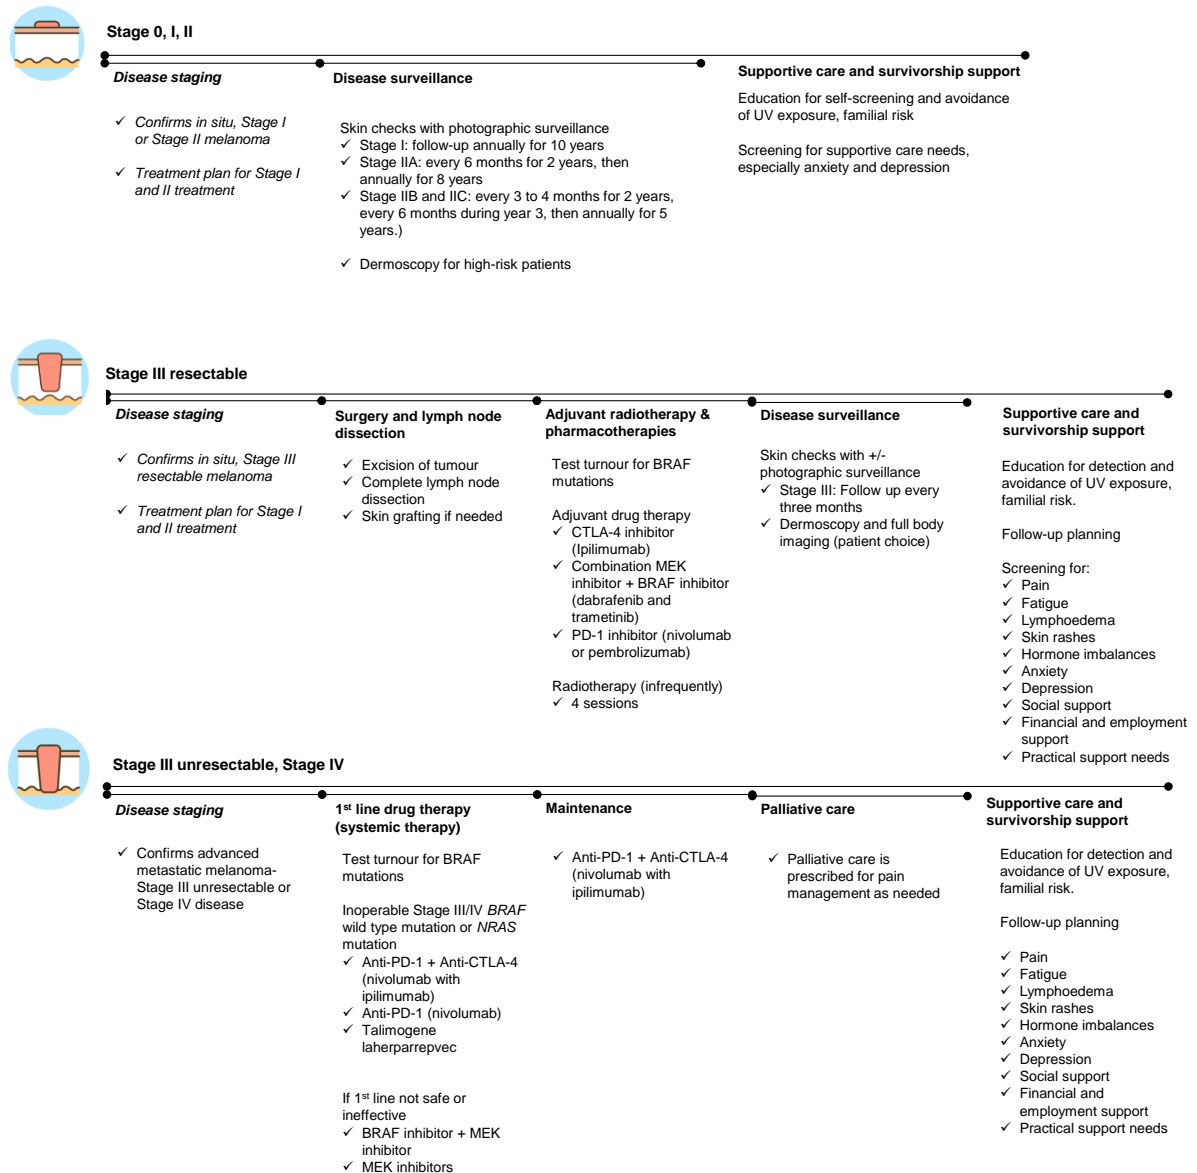 Stage 0, I, II
Disease staging
✓ Confirms in situ, Stage I
or Stage II melanoma
✓ Treatment plan for Stage I
and II treatment
Disease surveillance
Skin checks with photographic surveillance
✓ Stage I: follow-up annually for 10 years
✓ Stage IIA: every 6 months for 2 years, then
annually for 8 years
✓ Stage IIB and IIC: every 3 to 4 months for 2 years,
every 6 months during year 3, then annually for 5
years.)
✓ Dermoscopy for high-risk patients
Supportive care and survivorship support
Education for self-screening and avoidance
of UV exposure, familial risk
Screening for supportive care needs,
especially anxiety and depression
Stage III resectable
Disease staging
✓ Confirms in situ, Stage III
resectable melanoma
✓ Treatment plan for Stage I
and II treatment
Surgery and lymph node
dissection
✓ Excision of tumour
✓ Complete lymph node
dissection
✓ Skin grafting if needed
Adjuvant radiotherapy &
pharmacotherapies
Test turnour for BRAF
mutations
Adjuvant drug therapy
✓ CTLA-4 inhibitor
(Ipilimumab)
✓ Combination MEK
inhibitor + BRAF inhibitor
(dabrafenib and
trametinib)
✓ PD-1 inhibitor (nivolumab
or pembrolizumab)
Radiotherapy (infrequently)
✓ 4 sessions
Disease surveillance
Skin checks with +/-
photographic surveillance
✓ Stage III: Follow up every
three months
✓ Dermoscopy and full body
imaging (patient choice)
Supportive care and
survivorship support
Education for detection and
avoidance of UV exposure,
familial risk.
Follow-up planning
Screening for:
✓ Pain
✓ Fatigue
✓ Lymphoedema
✓ Skin rashes
✓ Hormone imbalances
✓ Anxiety
✓ Depression
✓ Social support
✓ Financial and employment
support
✓ Practical support needs
Stage III unresectable, Stage IV
Disease staging
✓ Confirms advanced
metastatic melanoma-
Stage III unresectable or
Stage IV disease
1st line drug therapy
(systemic therapy)
Test turnour for BRAF
mutations
Inoperable Stage III/IV BRAF
wild type mutation or NRAS
mutation
✓ Anti-PD-1 + Anti-CTLA-4
(nivolumab with
ipilimumab)
✓ Anti-PD-1 (nivolumab)
✓ Talimogene
laherparrepvec
If 1st line not safe or
ineffective
✓ BRAF inhibitor + MEK
inhibitor
✓ MEK inhibitors
Maintenance
✓ Anti-PD-1 + Anti-CTLA-4
(nivolumab with
ipilimumab)
Palliative care
✓ Palliative care is
prescribed for pain
management as needed
Supportive care and
survivorship support
Education for detection and
avoidance of UV exposure,
familial risk.
Follow-up planning
✓ Pain
✓ Fatigue
✓ Lymphoedema
✓ Skin rashes
✓ Hormone imbalances
✓ Anxiety
✓ Depression
✓ Social support
✓ Financial and
employment support
✓ Practical support needs